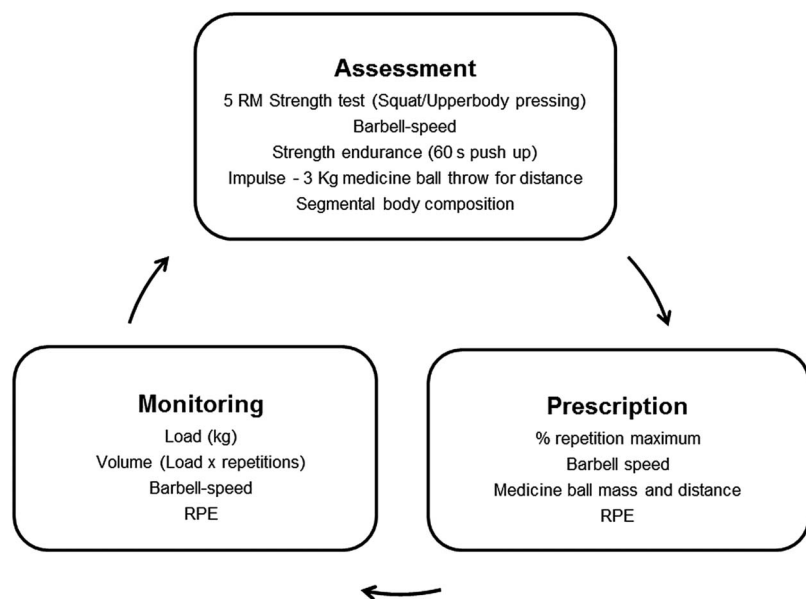 Assessment
5 RM Strength test (Squat/Upperbody pressing)
Barbell-speed
Strength endurance (60 s push up)
Impulse - 3 Kg medicine ball throw for distance
Segmental body composition
Monitoring
Load (kg)
Volume (Load x repetitions)
Barbell-speed
RPE
Prescription
% repetition maximum
Barbell speed
Medicine ball mass and distance
RPE